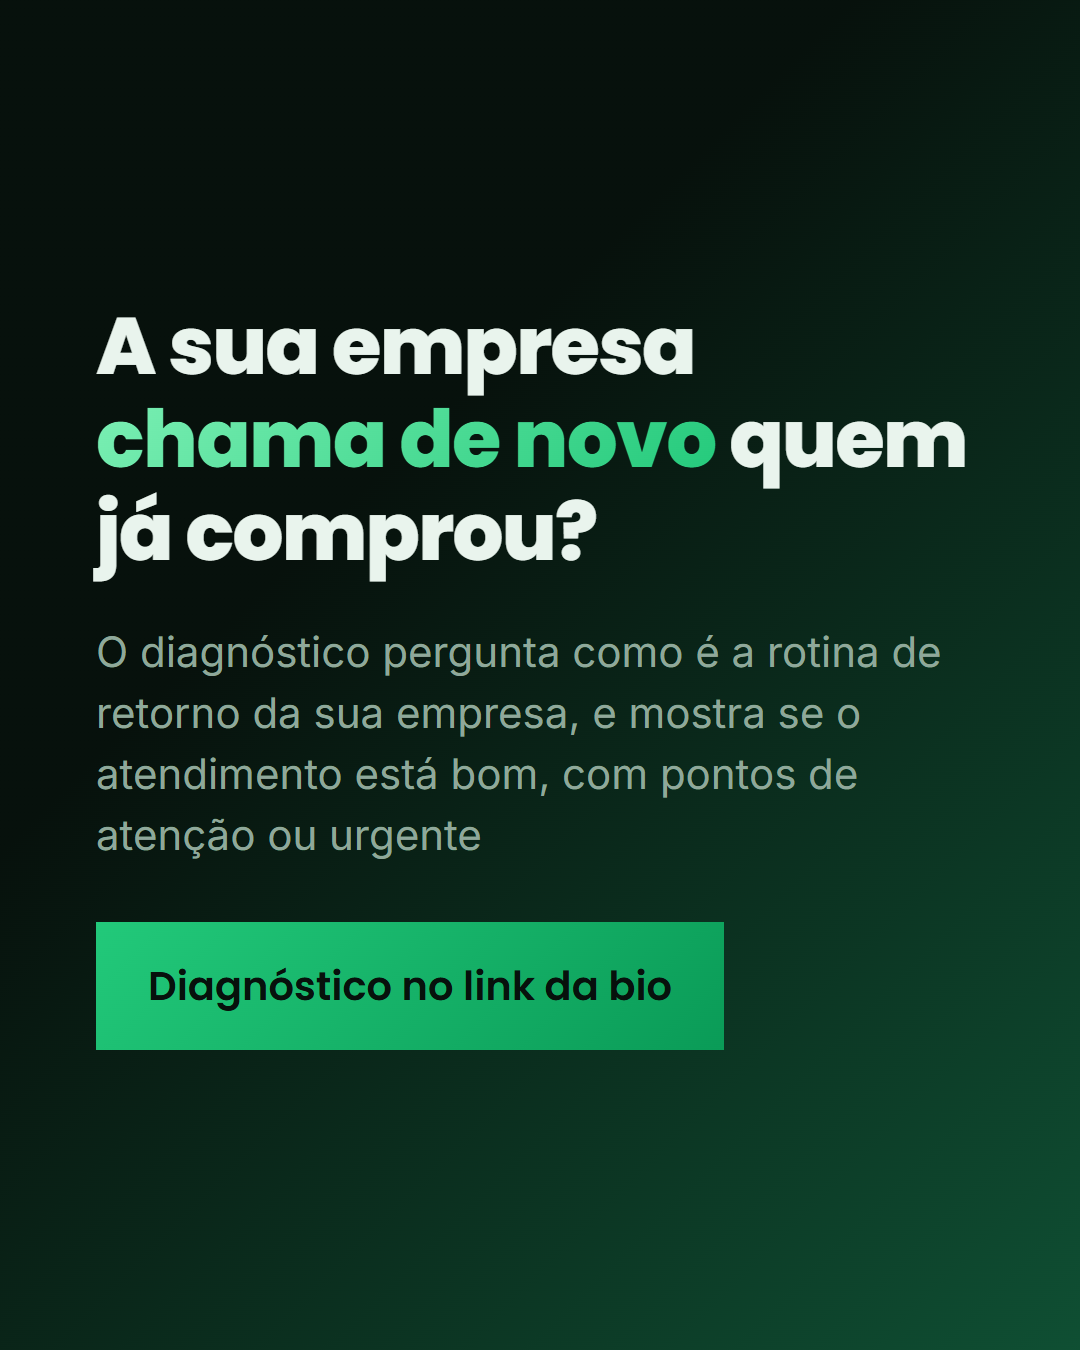 A sua empresa
chama de novo quem
já comprou?
O diagnóstico pergunta como é a rotina de
retorno da sua empresa, e mostra se o
atendimento está bom, com pontos de
atenção ou urgente
Diagnóstico no link da bio